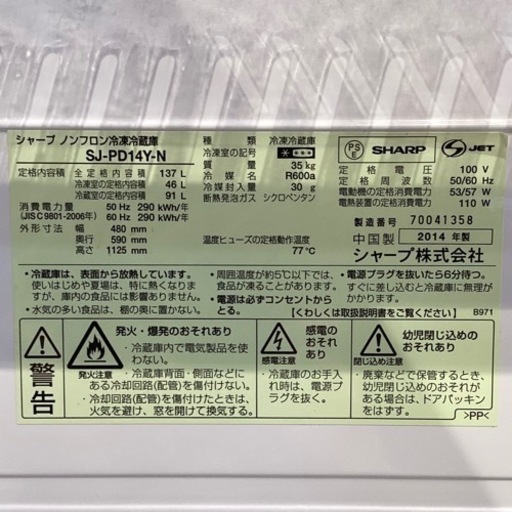 シャープ ノンフロン冷凍冷蔵庫
SJ-PD14Y-N
定格内容積 全定格内容積 137 L
冷凍室の定格内容積 46 L
冷蔵室の定格内容積 91 L
消費電力量 50 Hz 290 kWh/年
(JIS C 9801-2006年) 60 Hz 290 kWh/年
外形寸法 幅 480 mm
奥行 590 mm
高さ 1125 mm
種類 冷凍冷蔵庫
冷凍室の記号
質量 35 kg
冷媒 R600a
冷媒封入量 30 g
断熱発泡ガス シクロペンタン
温度ヒューズの定格動作温度
77℃
PS E SHARP S JET
定格電圧 100 V
定格周波数 50/60 Hz
電動機の定格消費電力 53/57 W
電熱装置の定格消費電力 110 W
製造番号 70041358
中国製 2014 年製
シャープ株式会社
・冷蔵庫は、表面から放熱しています。
使いはじめや夏場は、特に熱くなりますが、庫内の食品には影響ありません。
・水気の多い食品は、棚の奥に置かない。
・周囲温度が約5℃以下では、食品が凍ることがあります。
・電源は必ずコンセントからとる。
・電源プラグを抜いたら6分待つ。
すぐに差し込むと冷蔵庫に無理がかかります。
【くわしくは取扱説明書をご覧ください】 B971
警告
発火注意
発火・爆発のおそれあり
・冷蔵庫内で電気製品を使わない。
・冷蔵庫背面・側面などにある冷却回路(配管)を傷付けない。
・冷却回路(配管)を傷付けたときは、火気を避け、窓を開けて換気する。
感電注意
感電のおそれあり
・冷蔵庫のお手入れ時は、電源プラグを抜く。
閉じ込め注意
幼児閉じ込めのおそれあり
・廃棄などで保管するとき、幼児閉じ込めのおそれがある場合は、ドアパッキンをはずす。
>PP<